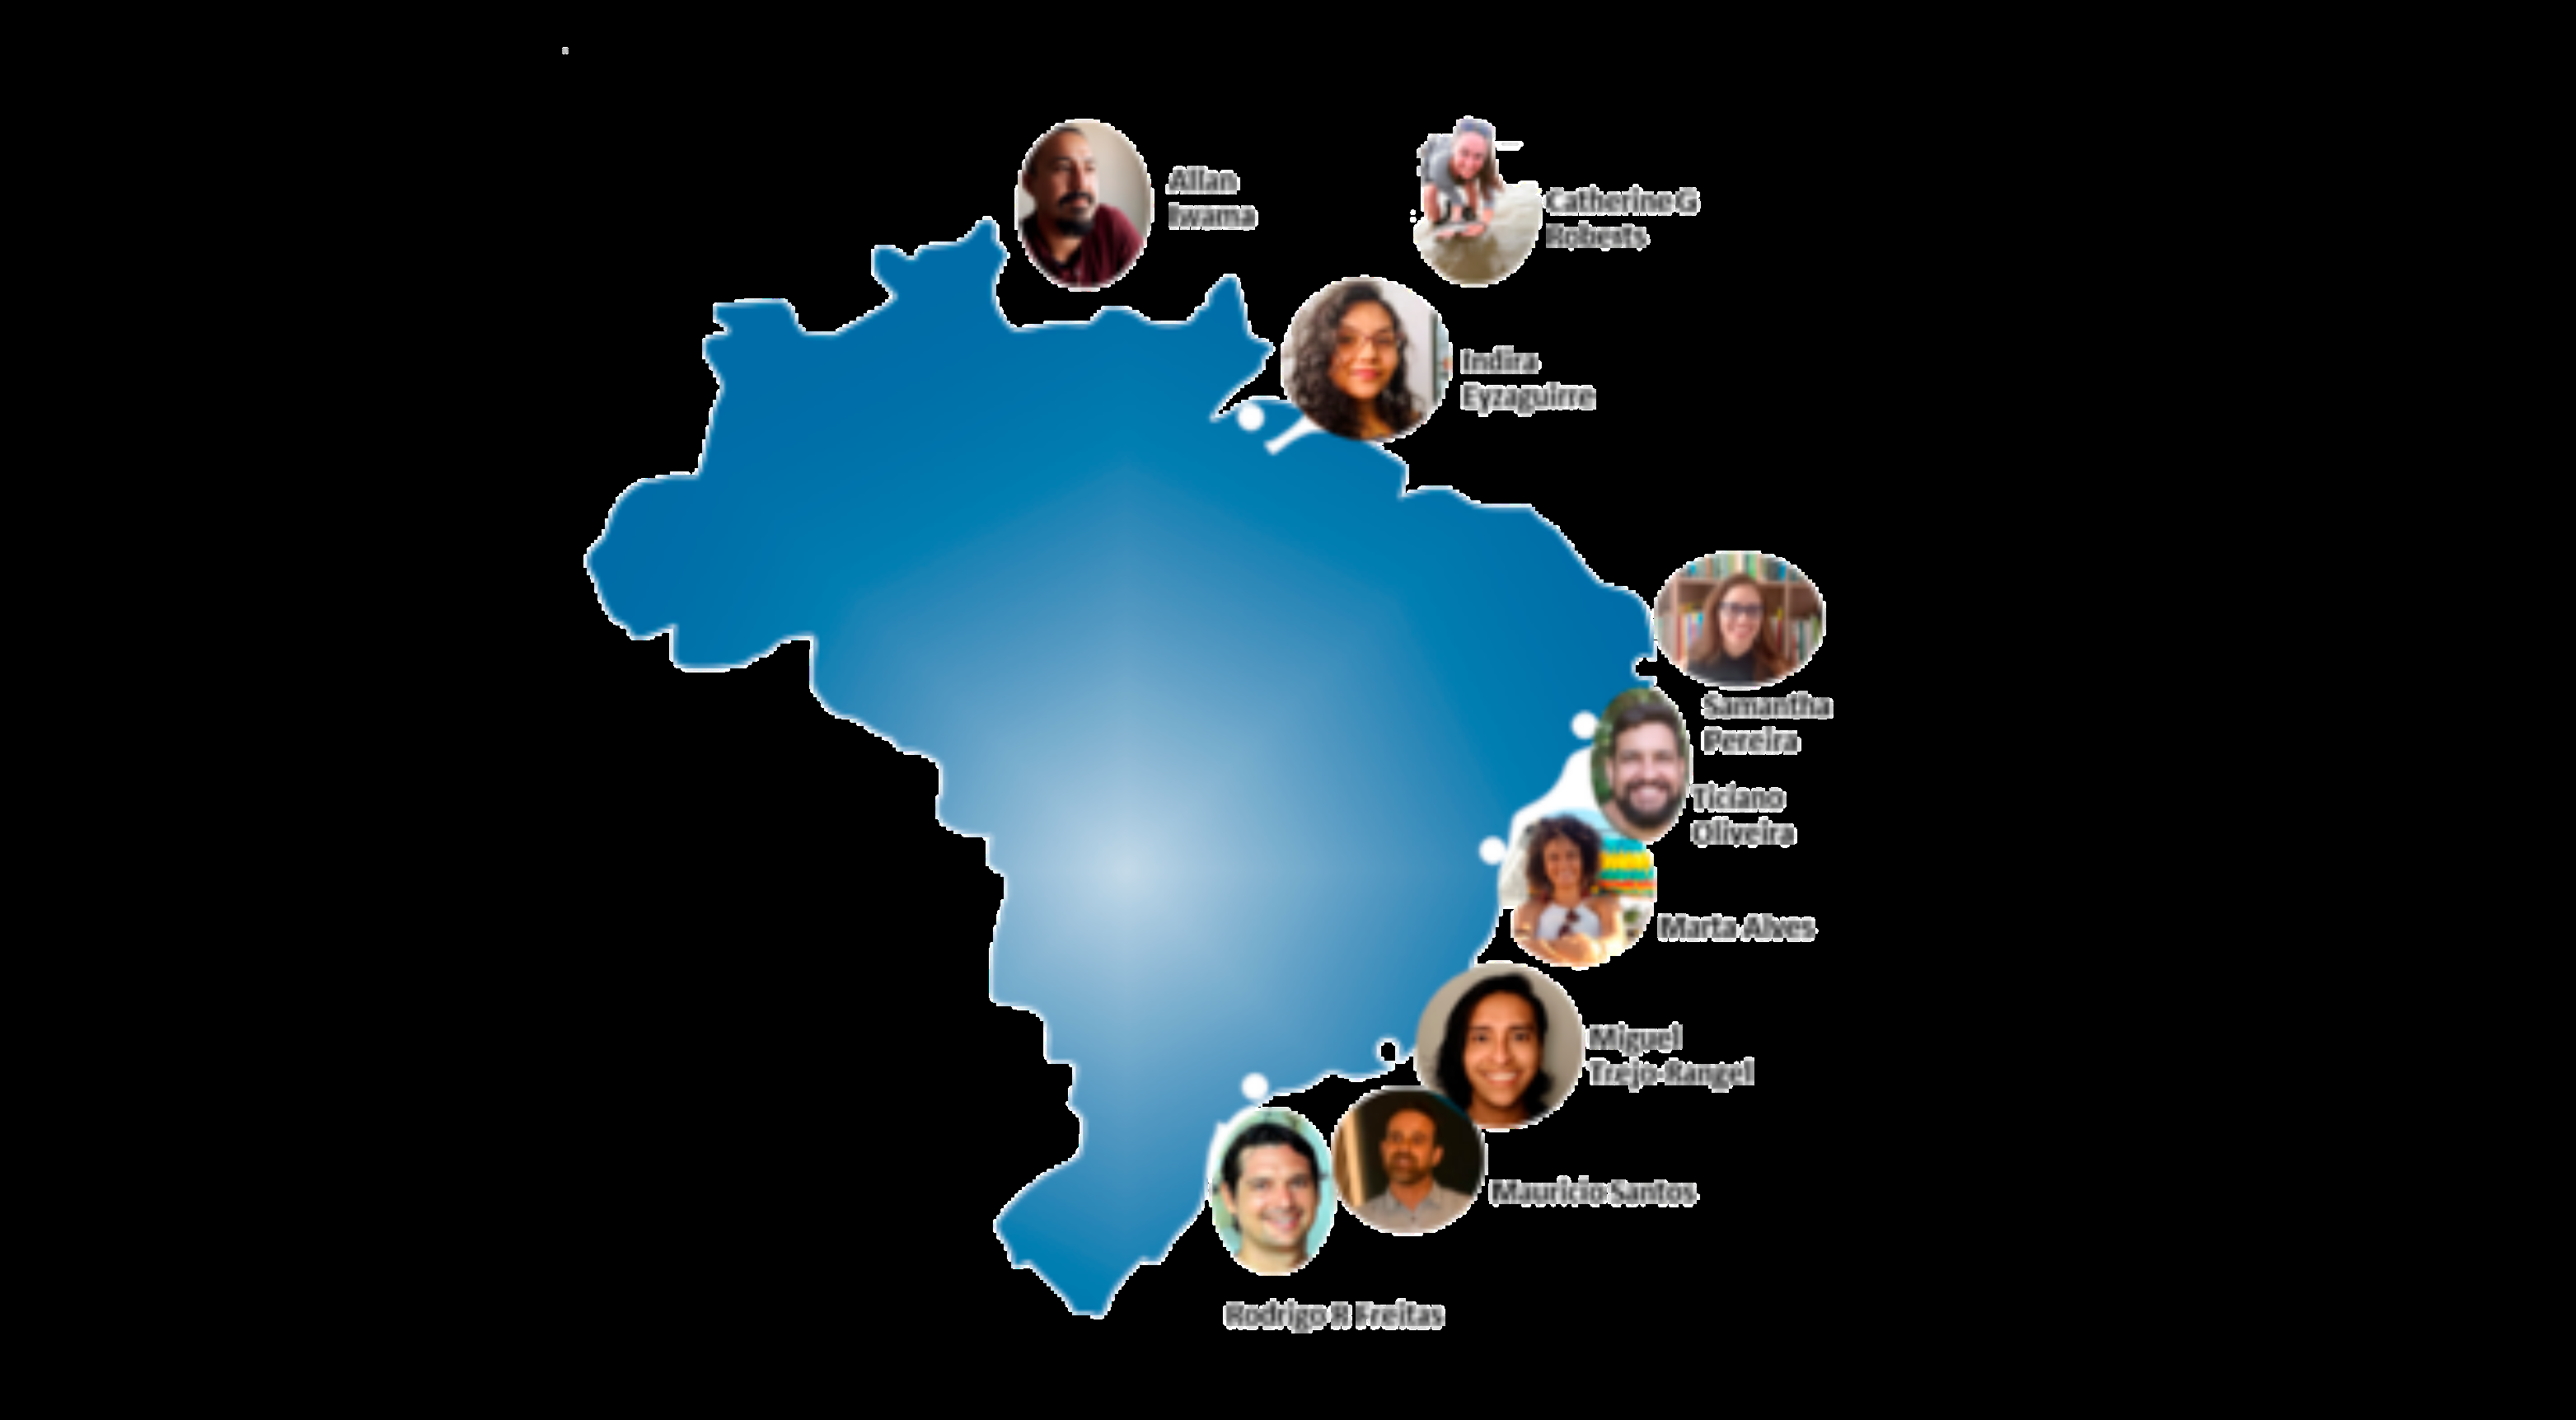 Allan
Iwama
Catherine G
Roberts
Indira
Eyzaguirre
Samantha
Pereira
Ticiano
Oliveira
Marta Alves
Miguel
Trejo-Rangel
Mauricio Santos
Rodrigo R Freitas